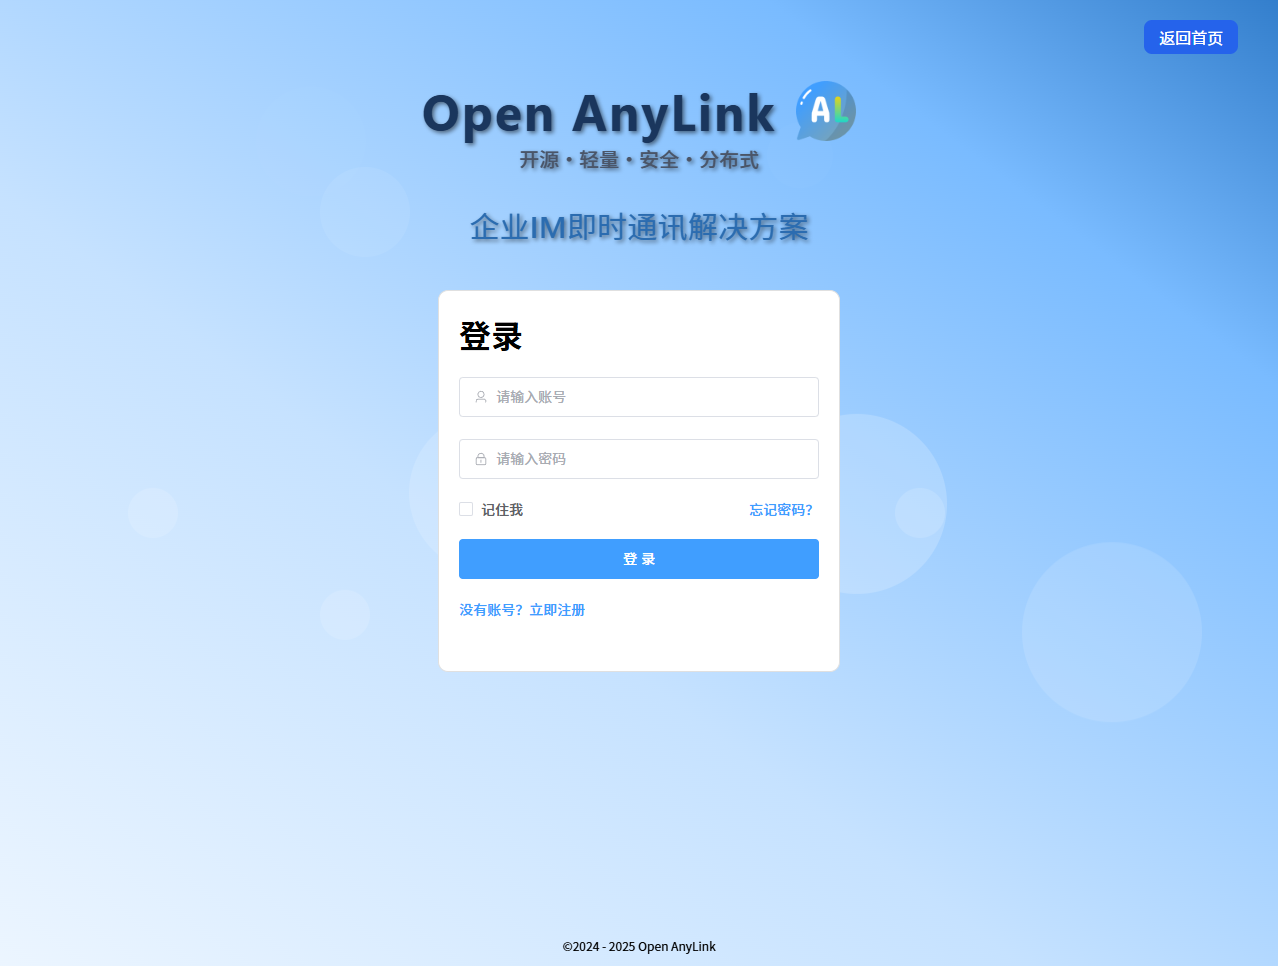 返回首页
Open AnyLink AL
开源·轻量·安全·分布式
企业IM即时通讯解决方案
登录
请输入账号
请输入密码
记住我 忘记密码？
登 录
没有账号？立即注册
©2024 - 2025 Open AnyLink